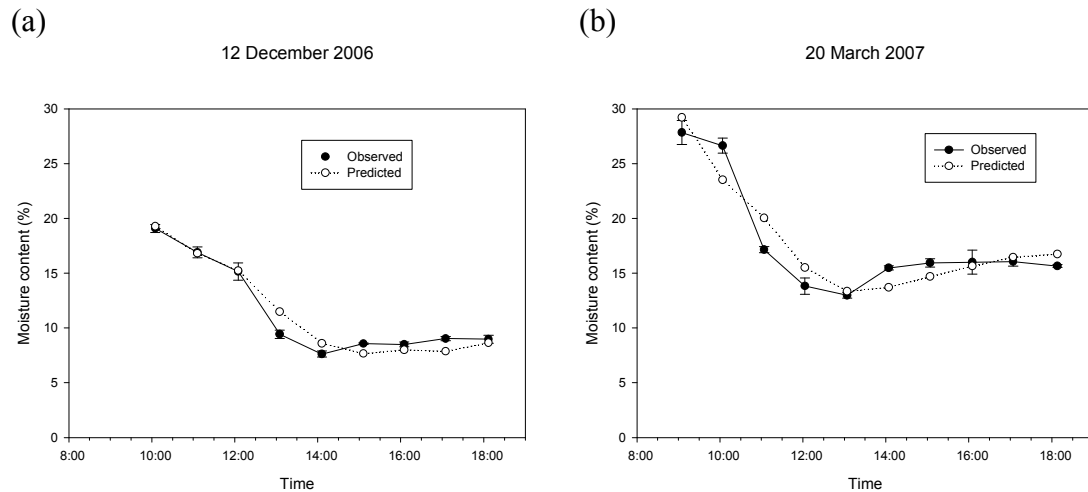 (a)
12 December 2006
Moisture content (%)
30
25
20
15
10
5
0
Observed
Predicted
8:00 10:00 12:00 14:00 16:00 18:00
Time
(b)
20 March 2007
Moisture content (%)
30
25
20
15
10
5
0
Observed
Predicted
8:00 10:00 12:00 14:00 16:00 18:00
Time